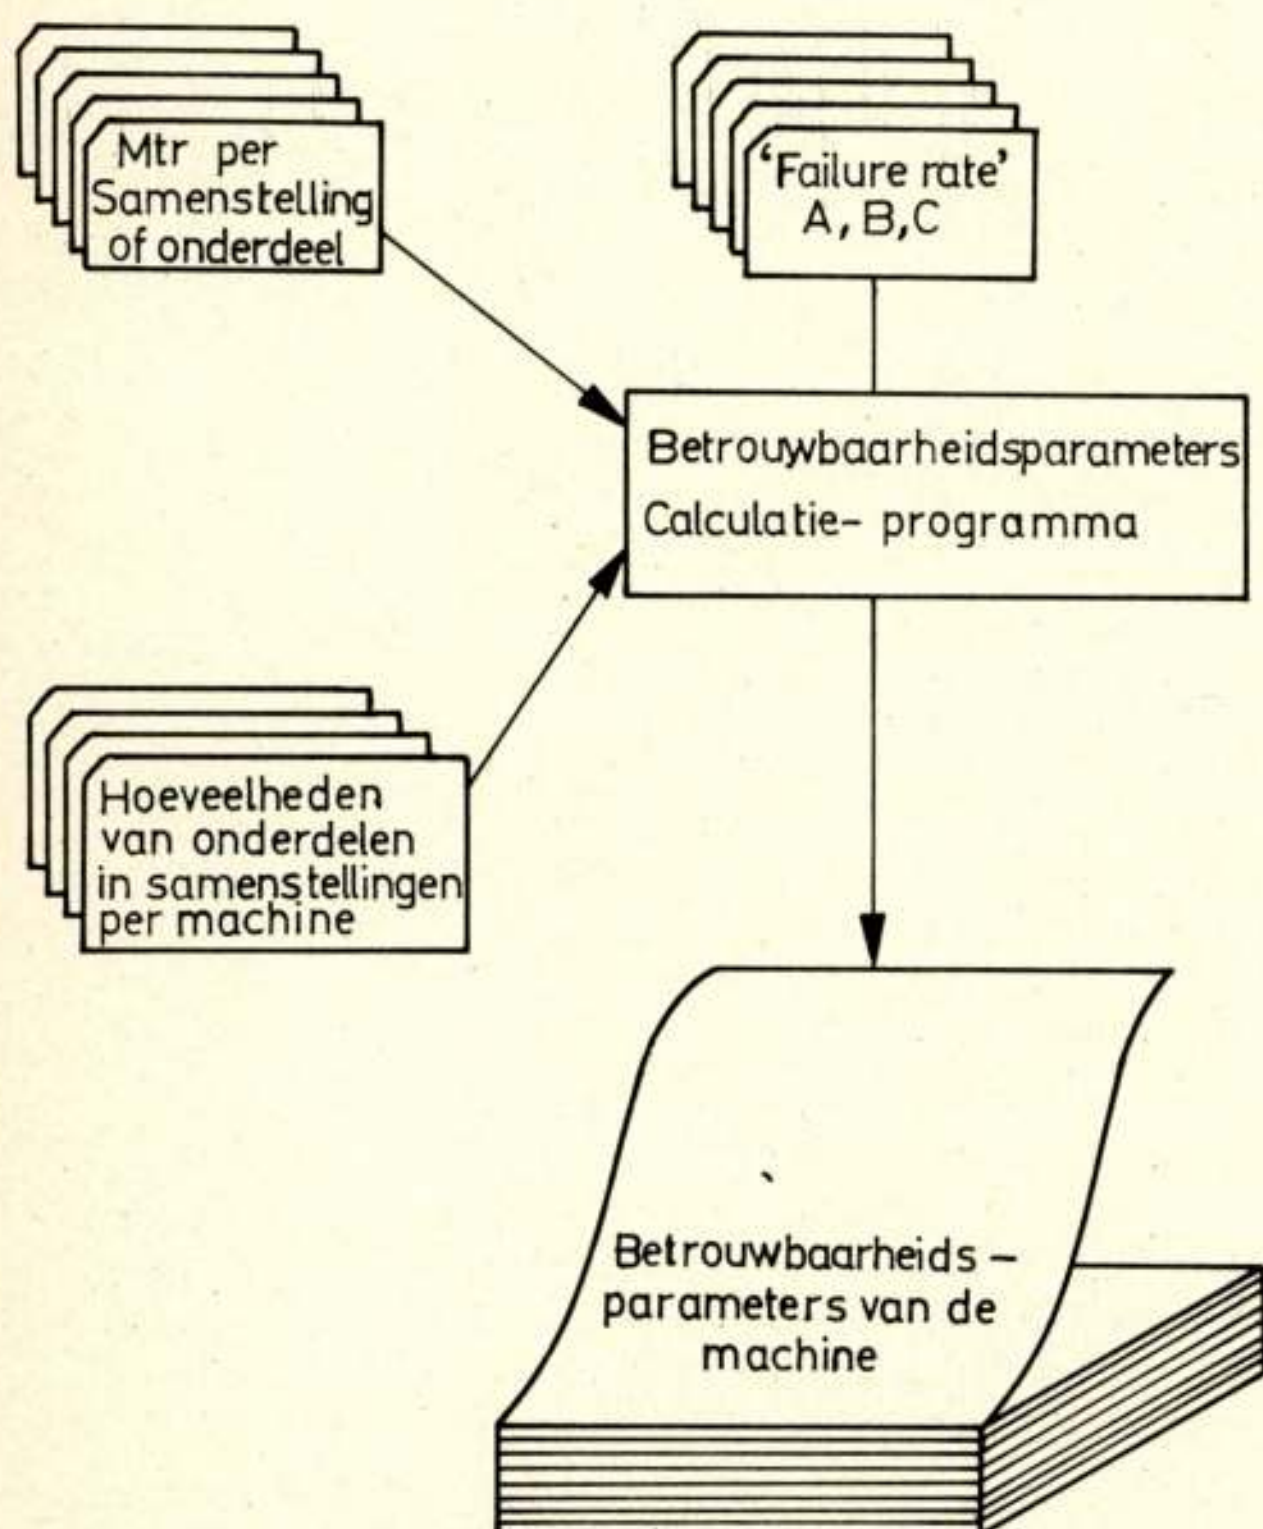 Mtr per
Samenstelling
of onderdeel
‘Failure rate’
A, B, C
Betrouwbaarheidsparameters
Calculatie- programma
Hoeveelheden
van onderdelen
in samenstellingen
per machine
Betrouwbaarheids –
parameters van de
machine